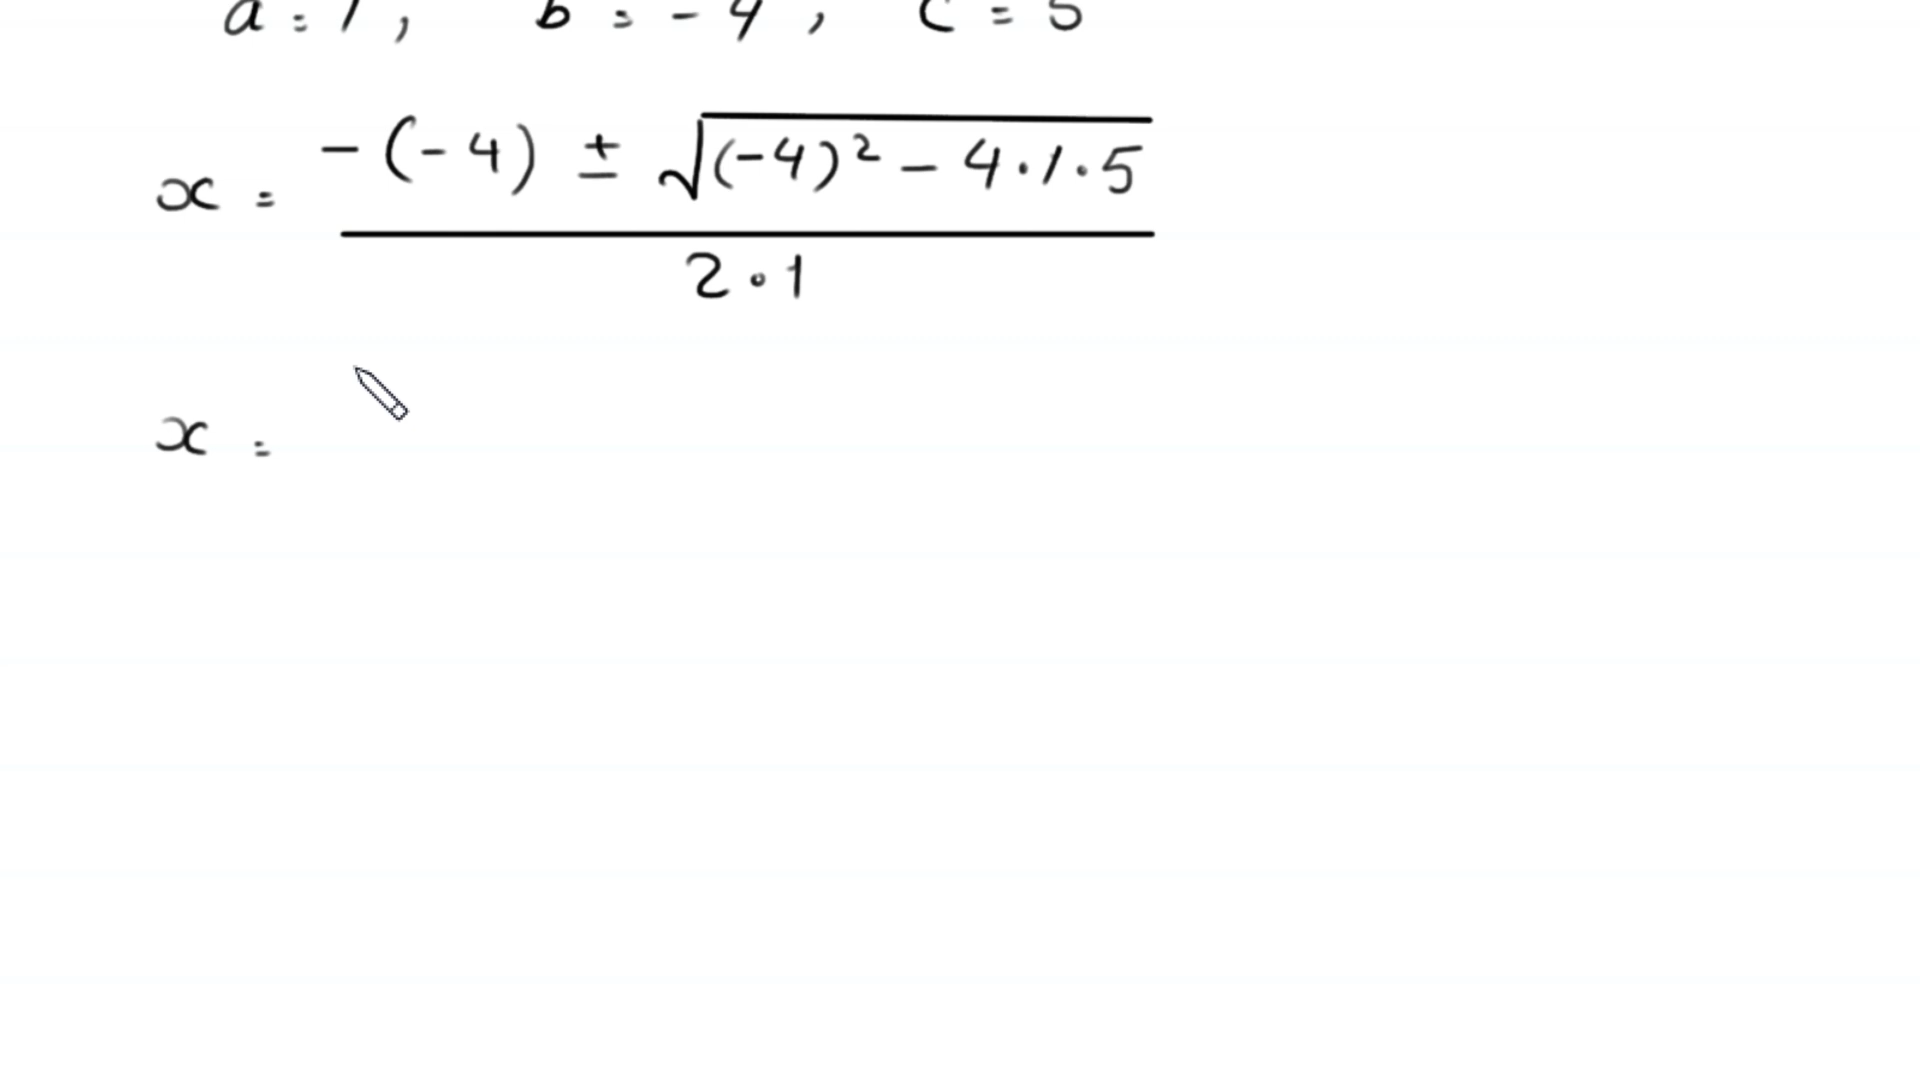 a = 1 , b = - 4 , c = 5
x = -(-4) ± √(-4)² - 4·1·5
2·1
x =